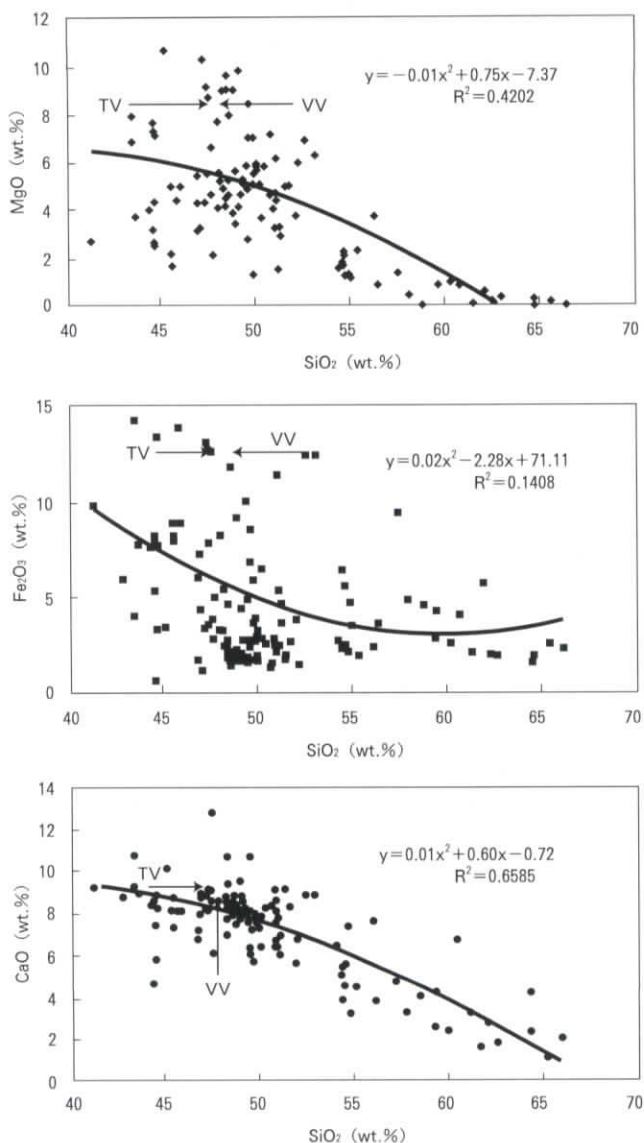 12
10
8
6
4
2
0
MgO (wt.%)
TV
VV
y=-0.01x²+0.75x-7.37
R²=0.4202
40 45 50 55 60 65 70
SiO₂ (wt.%)
15
10
5
0
Fe₂O₃ (wt.%)
TV
VV
y=0.02x²-2.28x+71.11
R²=0.1408
40 45 50 55 60 65 70
SiO₂ (wt.%)
14
12
10
8
6
4
2
0
CaO (wt.%)
TV
VV
y=0.01x²+0.60x-0.72
R²=0.6585
40 45 50 55 60 65 70
SiO₂ (wt.%)